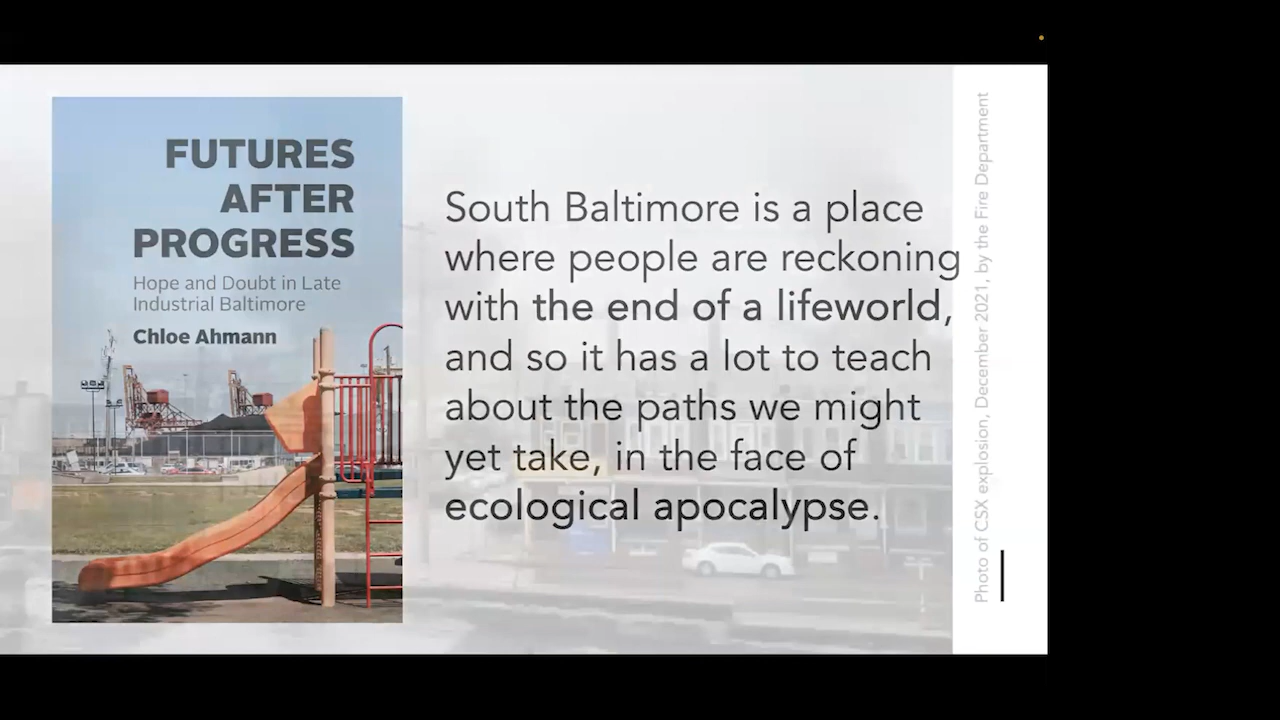 FUTURES
AFTER
PROGRESS
Hope and Doubt in Late
Industrial Baltimore
Chloe Ahmann
South Baltimore is a place
where people are reckoning
with the end of a lifeworld,
and so it has a lot to teach
about the paths we might
yet take, in the face of
ecological apocalypse.
Photo of CSX explosion, December 2021, by the Fire Department